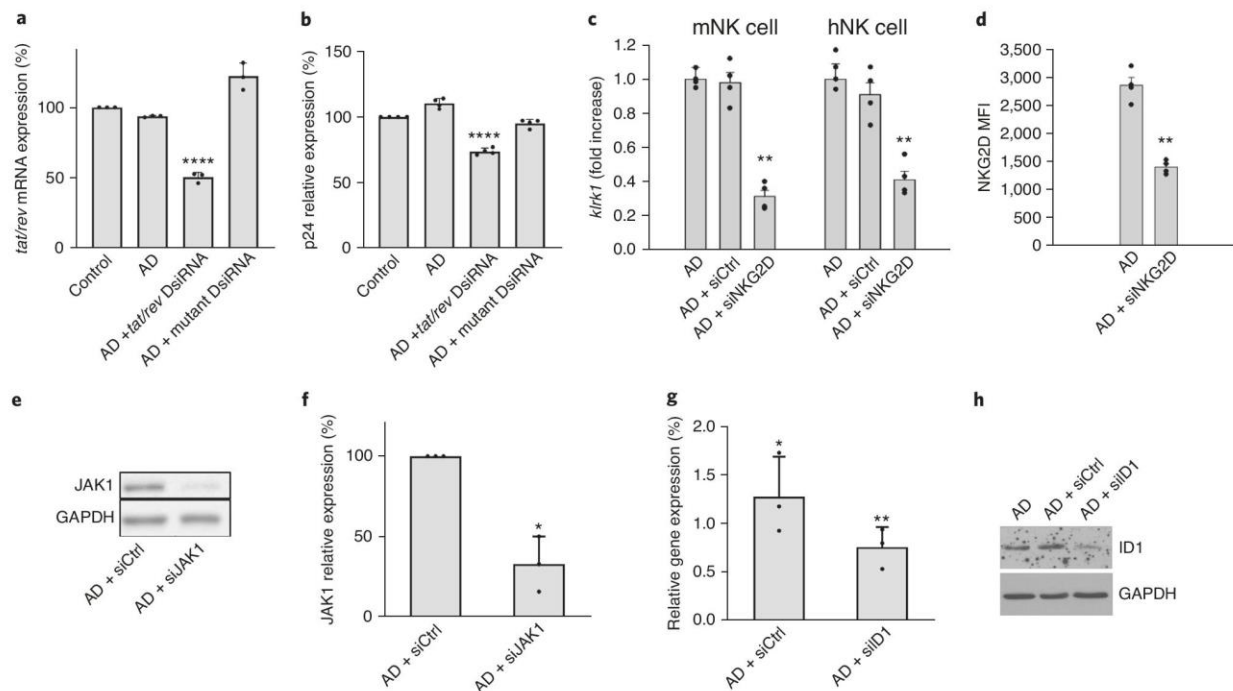 a
tat/rev mRNA expression (%)
100
50
0
****
Control
AD
AD +tat/rev DsiRNA
AD + mutant DsiRNA
b
p24 relative expression (%)
150
100
50
0
****
Control
AD
AD +tat/rev DsiRNA
AD + mutant DsiRNA
c
mNK cell
hNK cell
klrk1 (fold increase)
1.2
1.0
0.8
0.6
0.4
0.2
0.0
**
**
AD
AD + siCtrl
AD + siNKG2D
AD
AD + siCtrl
AD + siNKG2D
d
NKG2D MFI
3,500
3,000
2,500
2,000
1,500
1,000
500
0
**
AD
AD + siNKG2D
e
JAK1
GAPDH
AD + siCtrl
AD + siJAK1
f
JAK1 relative expression (%)
100
50
0
*
AD + siCtrl
AD + siJAK1
g
Relative gene expression (%)
2.0
1.5
1.0
0.5
0.0
*
**
AD + siCtrl
AD + siID1
h
AD
AD + siCtrl
AD + siID1
ID1
GAPDH